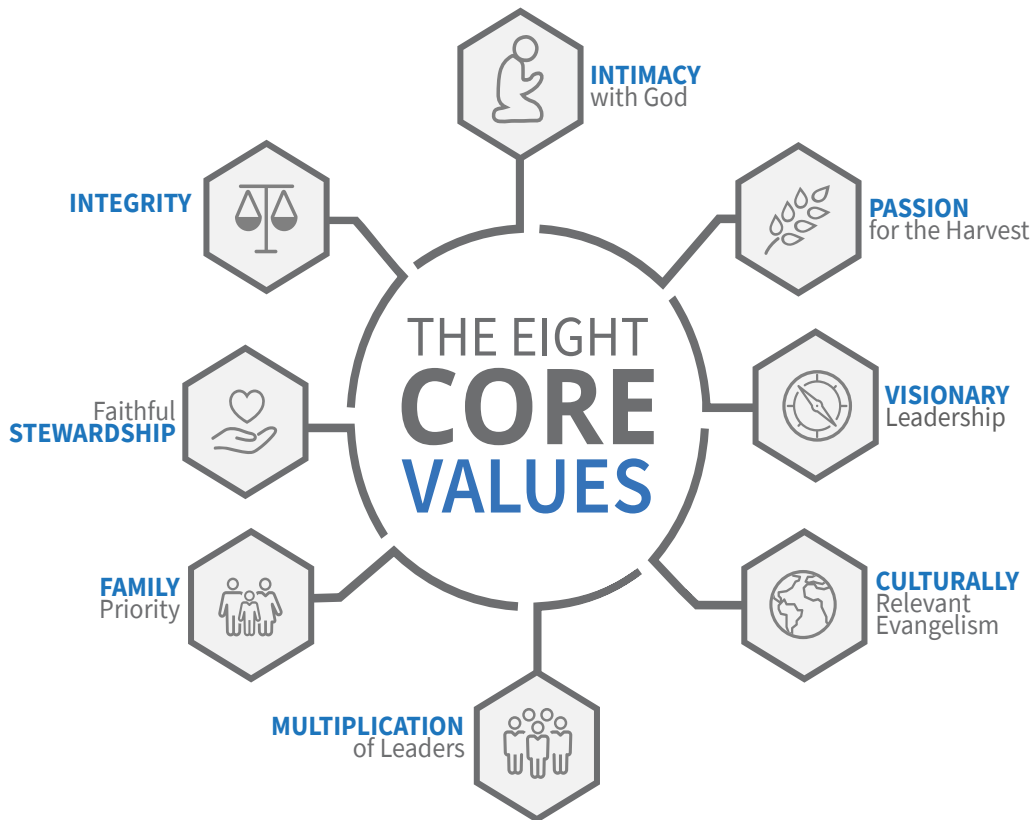 THE EIGHT
CORE
VALUES
INTIMACY
with God
PASSION
for the Harvest
VISIONARY
Leadership
CULTURALLY
Relevant
Evangelism
MULTIPLICATION
of Leaders
FAMILY
Priority
Faithful
STEWARDSHIP
INTEGRITY